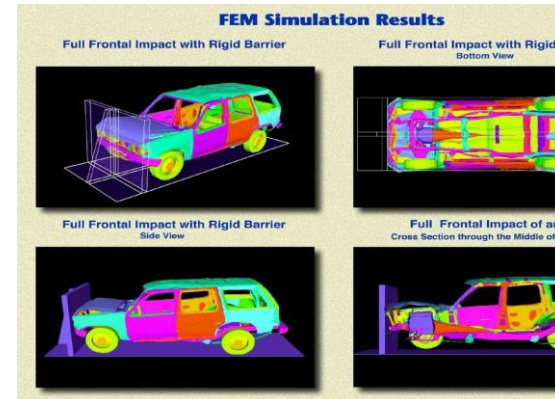 FEM Simulation Results
Full Frontal Impact with Rigid Barrier
Full Frontal Impact with Rigid
Bottom View
Full Frontal Impact with Rigid Barrier
Side View
Full Frontal Impact of
Cross Section through the Middle of